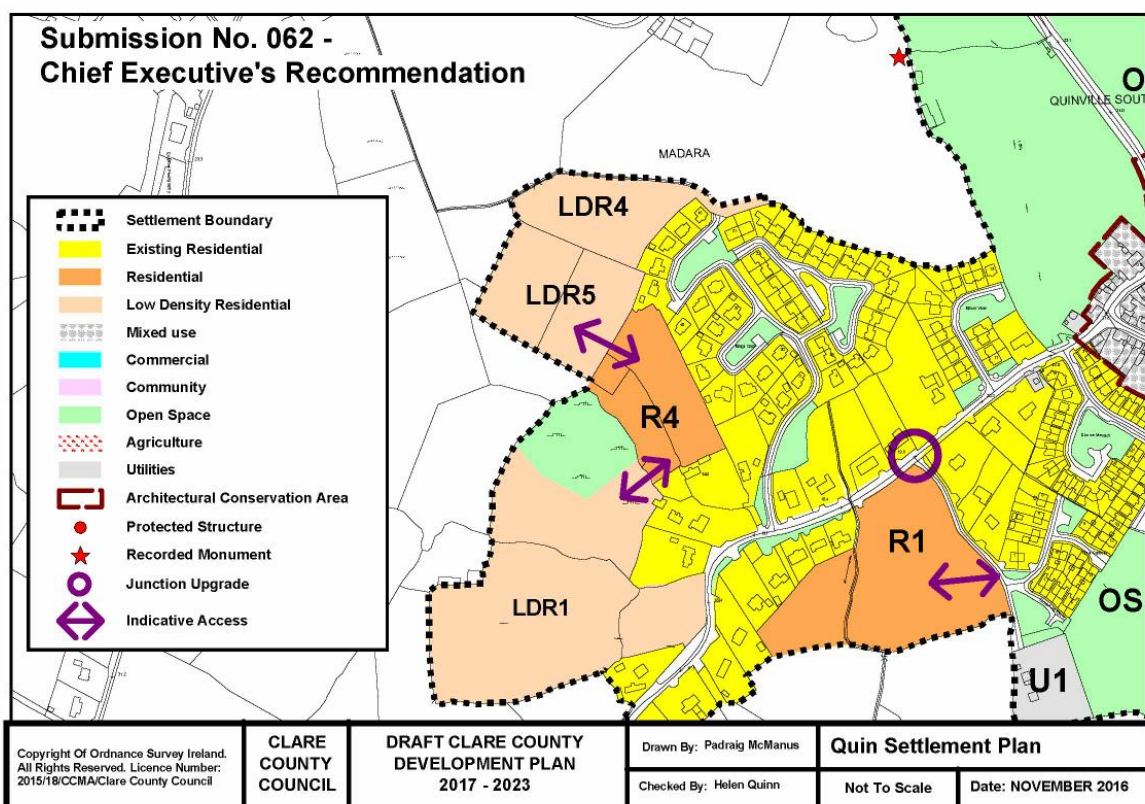 Submission No. 062 -
Chief Executive's Recommendation
O
QUINVILLE SOUT
MADARA
Settlement Boundary
Existing Residential
Residential
Low Density Residential
Mixed use
Commercial
Community
Open Space
Agriculture
Utilities
Architectural Conservation Area
Protected Structure
Recorded Monument
Junction Upgrade
Indicative Access
LDR4
LDR5
R4
R1
LDR1
OS
U1
Copyright Of Ordnance Survey Ireland.
All Rights Reserved. Licence Number:
2015/18/CCMA/Clare County Council
CLARE
COUNTY
COUNCIL
DRAFT CLARE COUNTY
DEVELOPMENT PLAN
2017 - 2023
Drawn By: Padraig McManus
Checked By: Helen Quinn
Quin Settlement Plan
Not To Scale
Date: NOVEMBER 2016